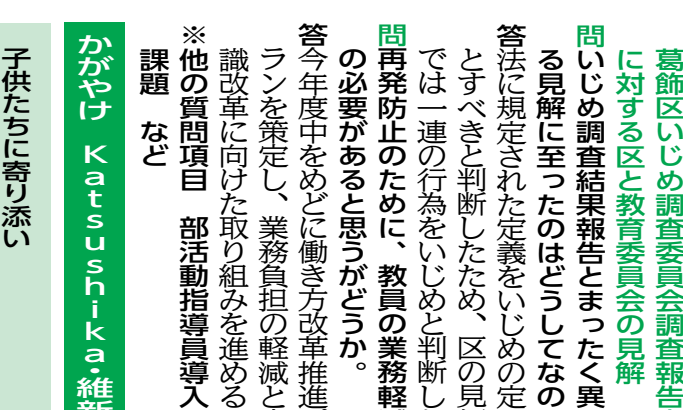 葛飾区いじめ調査委員会調査報告
に対する区と教育委員会の見解
問いじめ調査結果報告とまったく異
る見解に至ったのはどうしてなの
答法に規定された定義をいじめの定
とすべきと判断したため、区の見
では一連の行為をいじめと判断し
問再発防止のために、教員の業務軽
の必要があると思うがどうか。
答今年度中をめどに働き方改革推進
ランを策定し、業務負担の軽減と
識改革に向けた取り組みを進める
※他の質問項目 部活動指導員導入
課題 など
かがやけ Katsushika・維新
子供たちに寄り添い